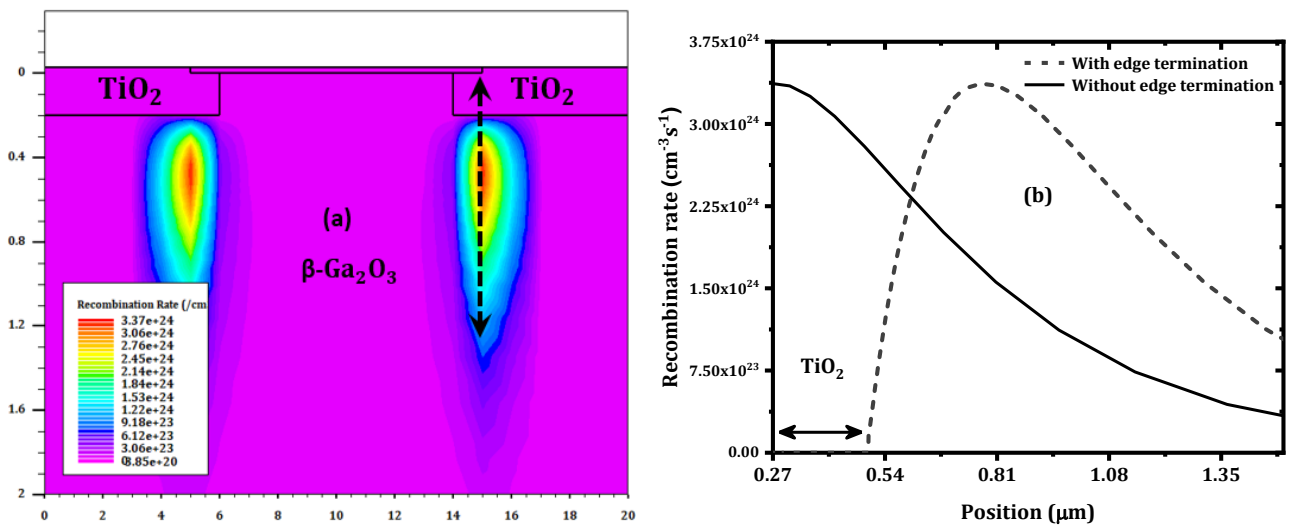 TiO2
TiO2
(a)
β-Ga2O3
Recombination Rate (/cm
3.37e+24
3.06e+24
2.76e+24
2.45e+24
2.14e+24
1.84e+24
1.53e+24
1.22e+24
9.18e+23
6.12e+23
3.06e+23
8.85e+20
0
0.4
0.8
1.2
1.6
2
0 2 4 6 8 10 12 14 16 18 20
With edge termination
Without edge termination
(b)
TiO2
Recombination rate (cm-3s-1)
3.75x10^24
3.00x10^24
2.25x10^24
1.50x10^24
7.50x10^23
0.00
0.27 0.54 0.81 1.08 1.35
Position (μm)